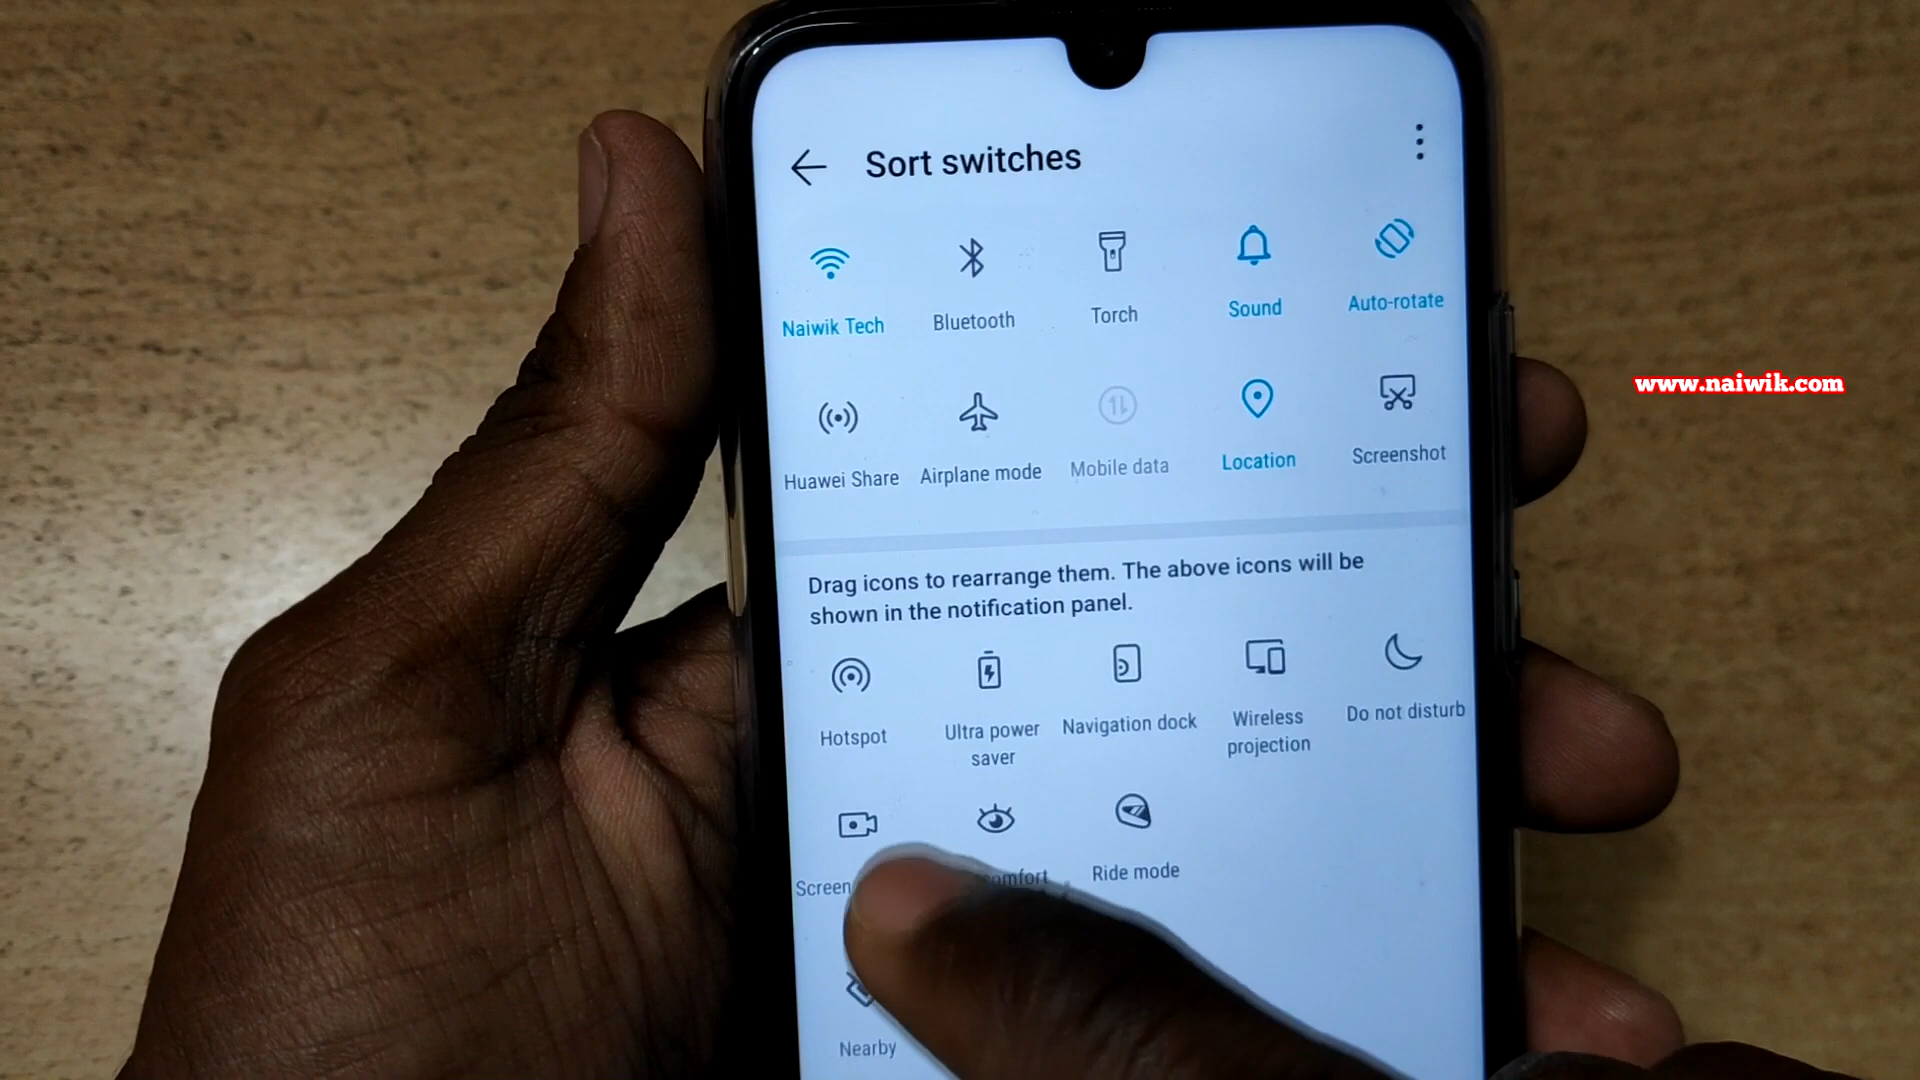 Sort switches
Naiwik Tech
Bluetooth
Torch
Sound
Auto-rotate
www.naiwik.com
Huawei Share
Airplane mode
Mobile data
Location
Screenshot
Drag icons to rearrange them. The above icons will be
shown in the notification panel.
Hotspot
Ultra power
saver
Navigation dock
Wireless
projection
Do not disturb
Screen
Ride mode
Nearby